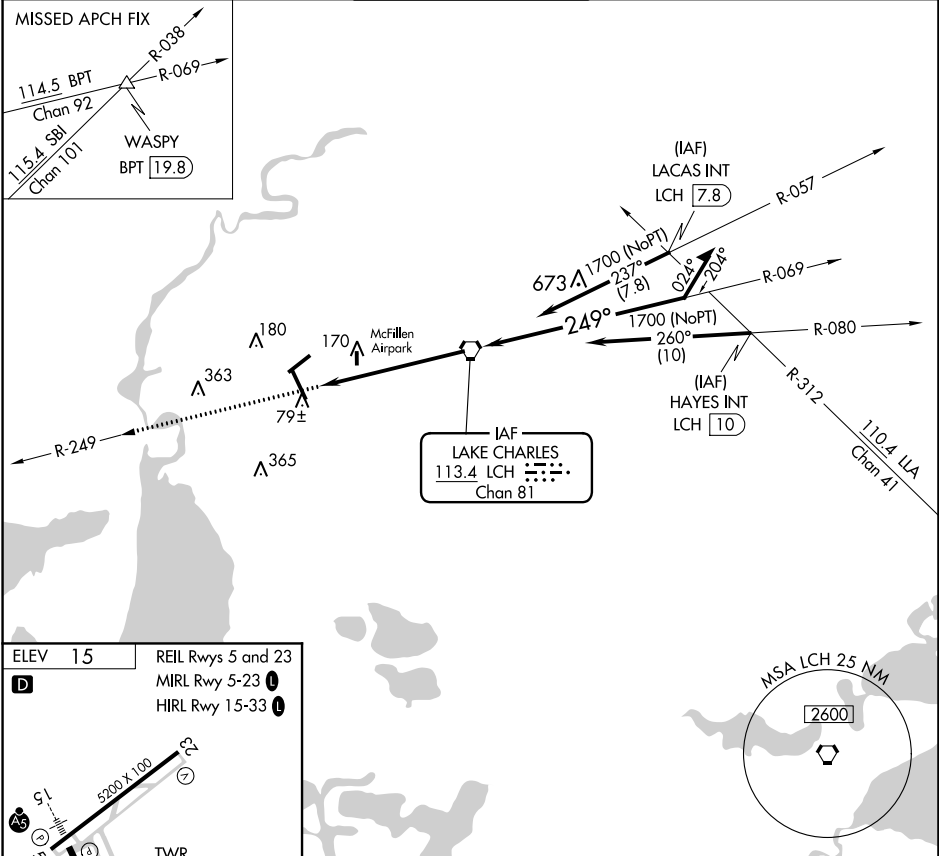 MISSED APCH FIX
R-038
R-069
114.5 BPT
Chan 92
115.4 SBI
Chan 101
WASPY
BPT 19.8
(IAF)
LACAS INT
LCH 7.8
R-057
1700 (NoPT)
237°
(7.8)
673
024°
204°
R-069
249°
1700 (NoPT)
260°
(10)
R-080
(IAF)
HAYES INT
LCH 10
R-312
110.4 LLA
Chan 41
180
170
McFillen
Airpark
363
79±
R-249
365
IAF
LAKE CHARLES
113.4 LCH
Chan 81
ELEV 15
D
REIL Rwys 5 and 23
MIRL Rwy 5-23 L
HIRL Rwy 15-33 L
23
5200 X 100
V
15
A5
P
P
TWR
MSA LCH 25 NM
2600